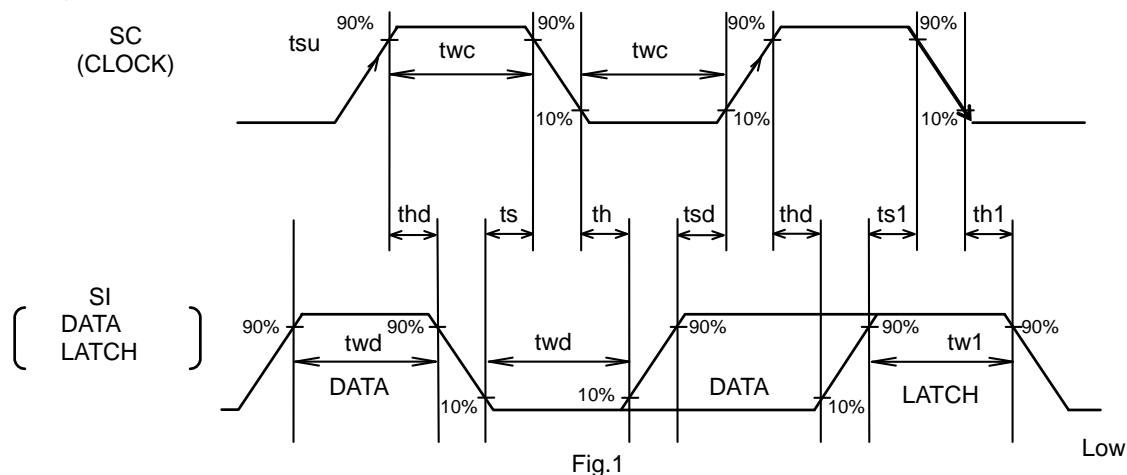 SC
(CLOCK)
tsu
90%
twc
90%
10%
twc
10%
90%
90%
10%
thd
ts
th
tsd
thd
ts1
th1
SI
DATA
LATCH
90%
twd
DATA
90%
10%
twd
10%
90%
DATA
10%
90%
tw1
LATCH
90%
Low
Fig.1